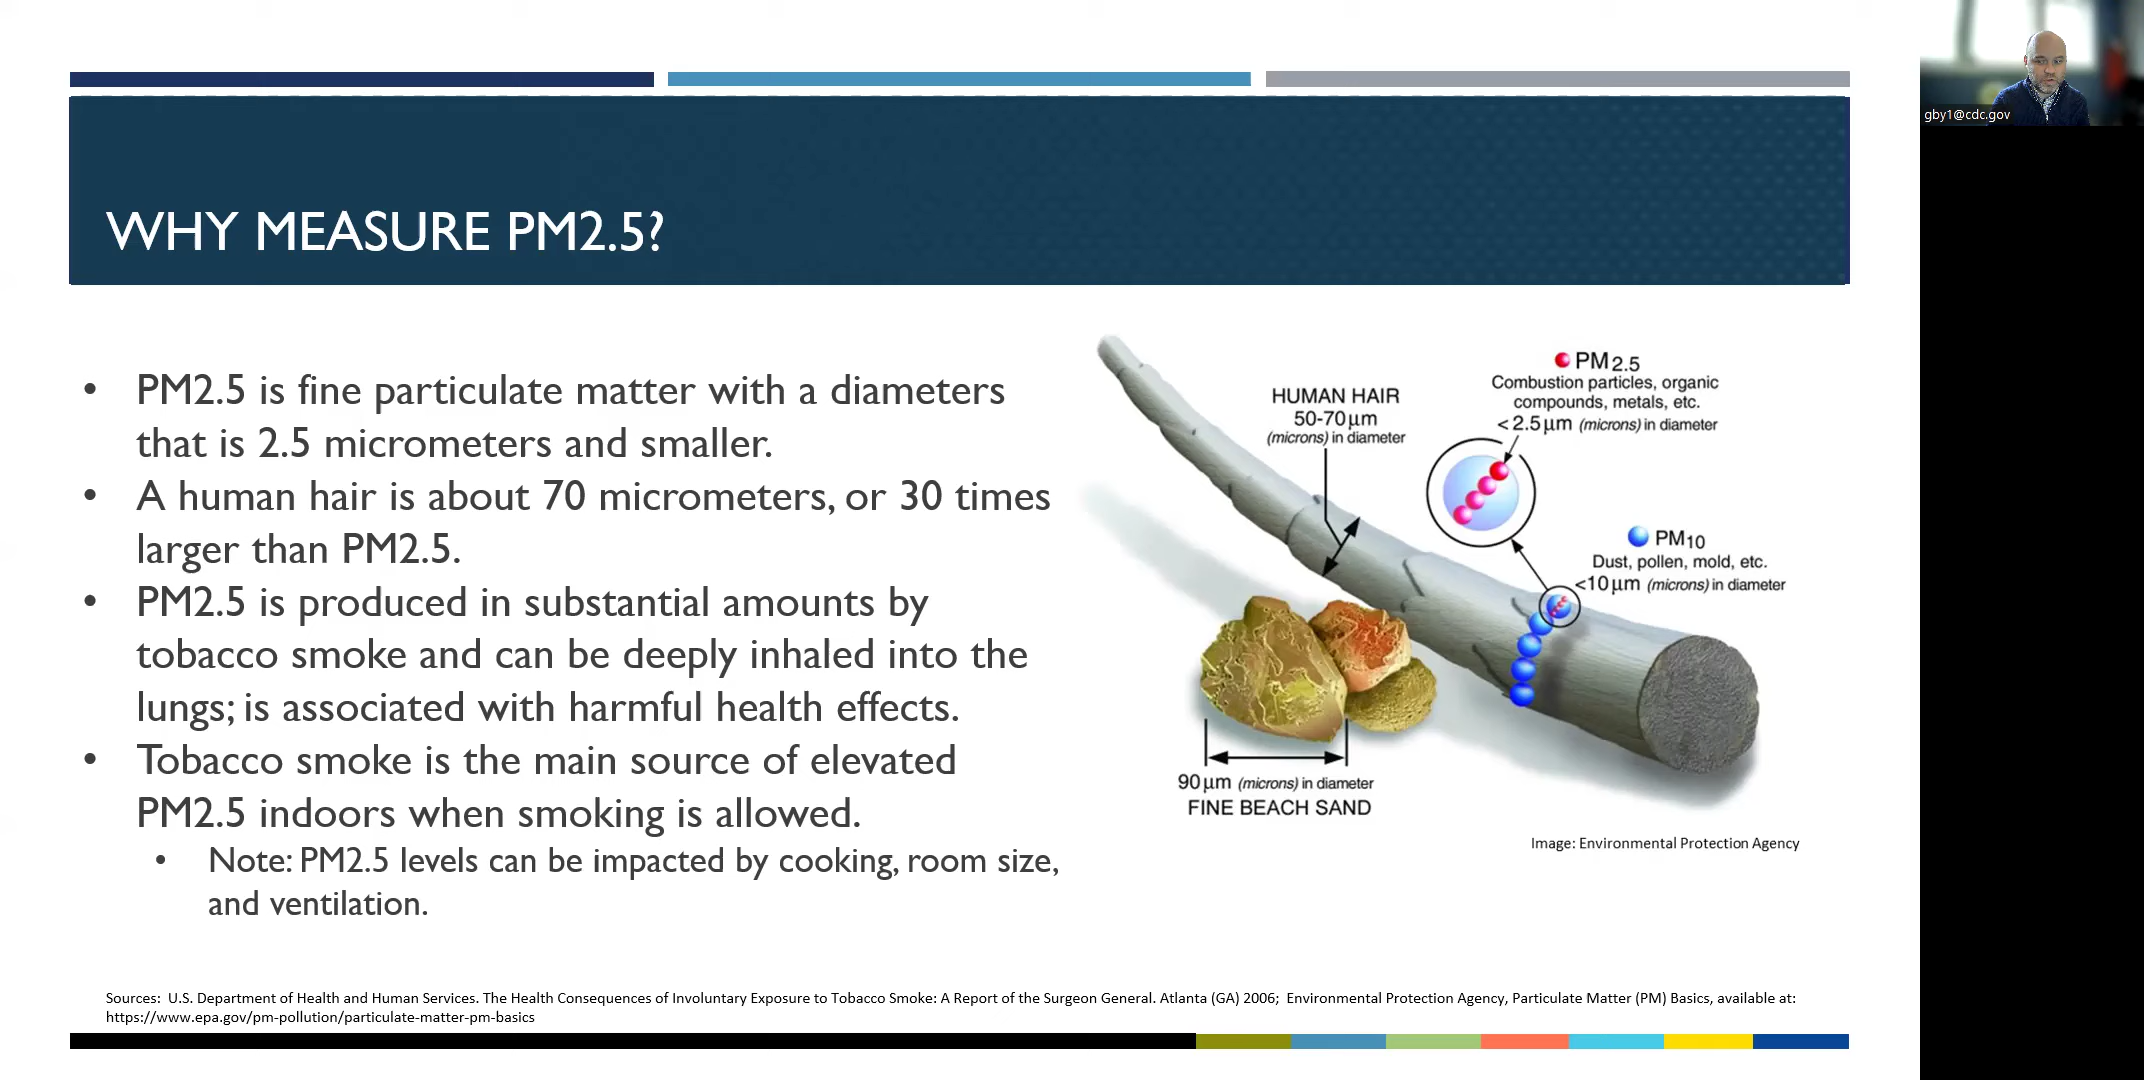 gby1@cdc.gov
WHY MEASURE PM2.5?
• PM2.5 is fine particulate matter with a diameters
that is 2.5 micrometers and smaller.
• A human hair is about 70 micrometers, or 30 times
larger than PM2.5.
• PM2.5 is produced in substantial amounts by
tobacco smoke and can be deeply inhaled into the
lungs; is associated with harmful health effects.
• Tobacco smoke is the main source of elevated
PM2.5 indoors when smoking is allowed.
• Note: PM2.5 levels can be impacted by cooking, room size,
and ventilation.
HUMAN HAIR
50-70 µm
(microns) in diameter
PM2.5
Combustion particles, organic
compounds, metals, etc.
< 2.5 µm (microns) in diameter
PM10
Dust, pollen, mold, etc.
<10 µm (microns) in diameter
90 µm (microns) in diameter
FINE BEACH SAND
Image: Environmental Protection Agency
Sources: U.S. Department of Health and Human Services. The Health Consequences of Involuntary Exposure to Tobacco Smoke: A Report of the Surgeon General. Atlanta (GA) 2006; Environmental Protection Agency, Particulate Matter (PM) Basics, available at:
https://www.epa.gov/pm-pollution/particulate-matter-pm-basics